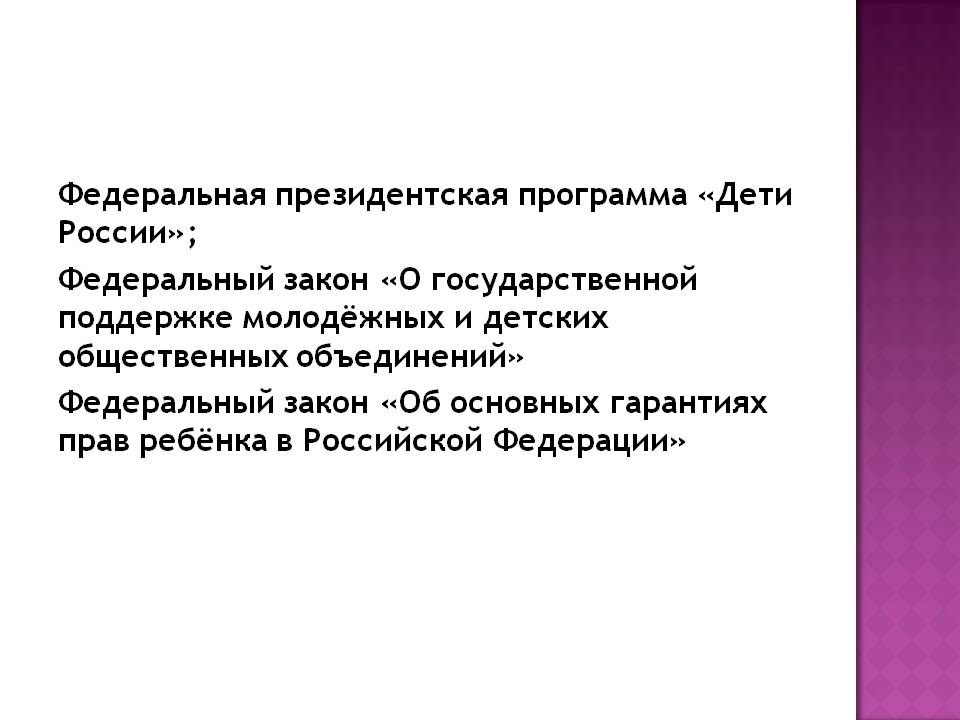 Федеральная президентская программа «Дети
России»;
Федеральный закон «О государственной
поддержке молодёжных и детских
общественных объединений»
Федеральный закон «Об основных гарантиях
прав ребёнка в Российской Федерации»